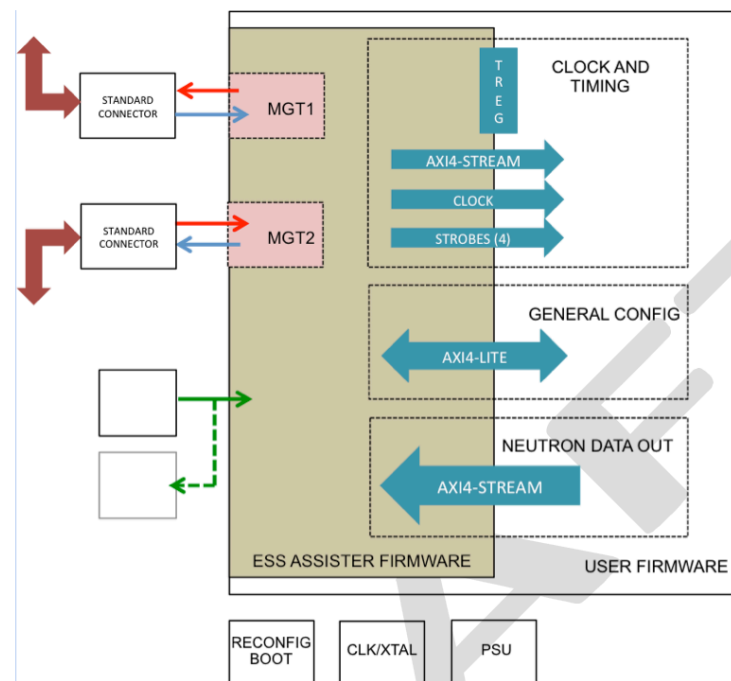 STANDARD
CONNECTOR
MGT1
T
R
E
G
CLOCK AND
TIMING
AXI4-STREAM
CLOCK
STROBES (4)
STANDARD
CONNECTOR
MGT2
GENERAL CONFIG
AXI4-LITE
NEUTRON DATA OUT
AXI4-STREAM
ESS ASSISTER FIRMWARE
USER FIRMWARE
RECONFIG
BOOT
CLK/XTAL
PSU